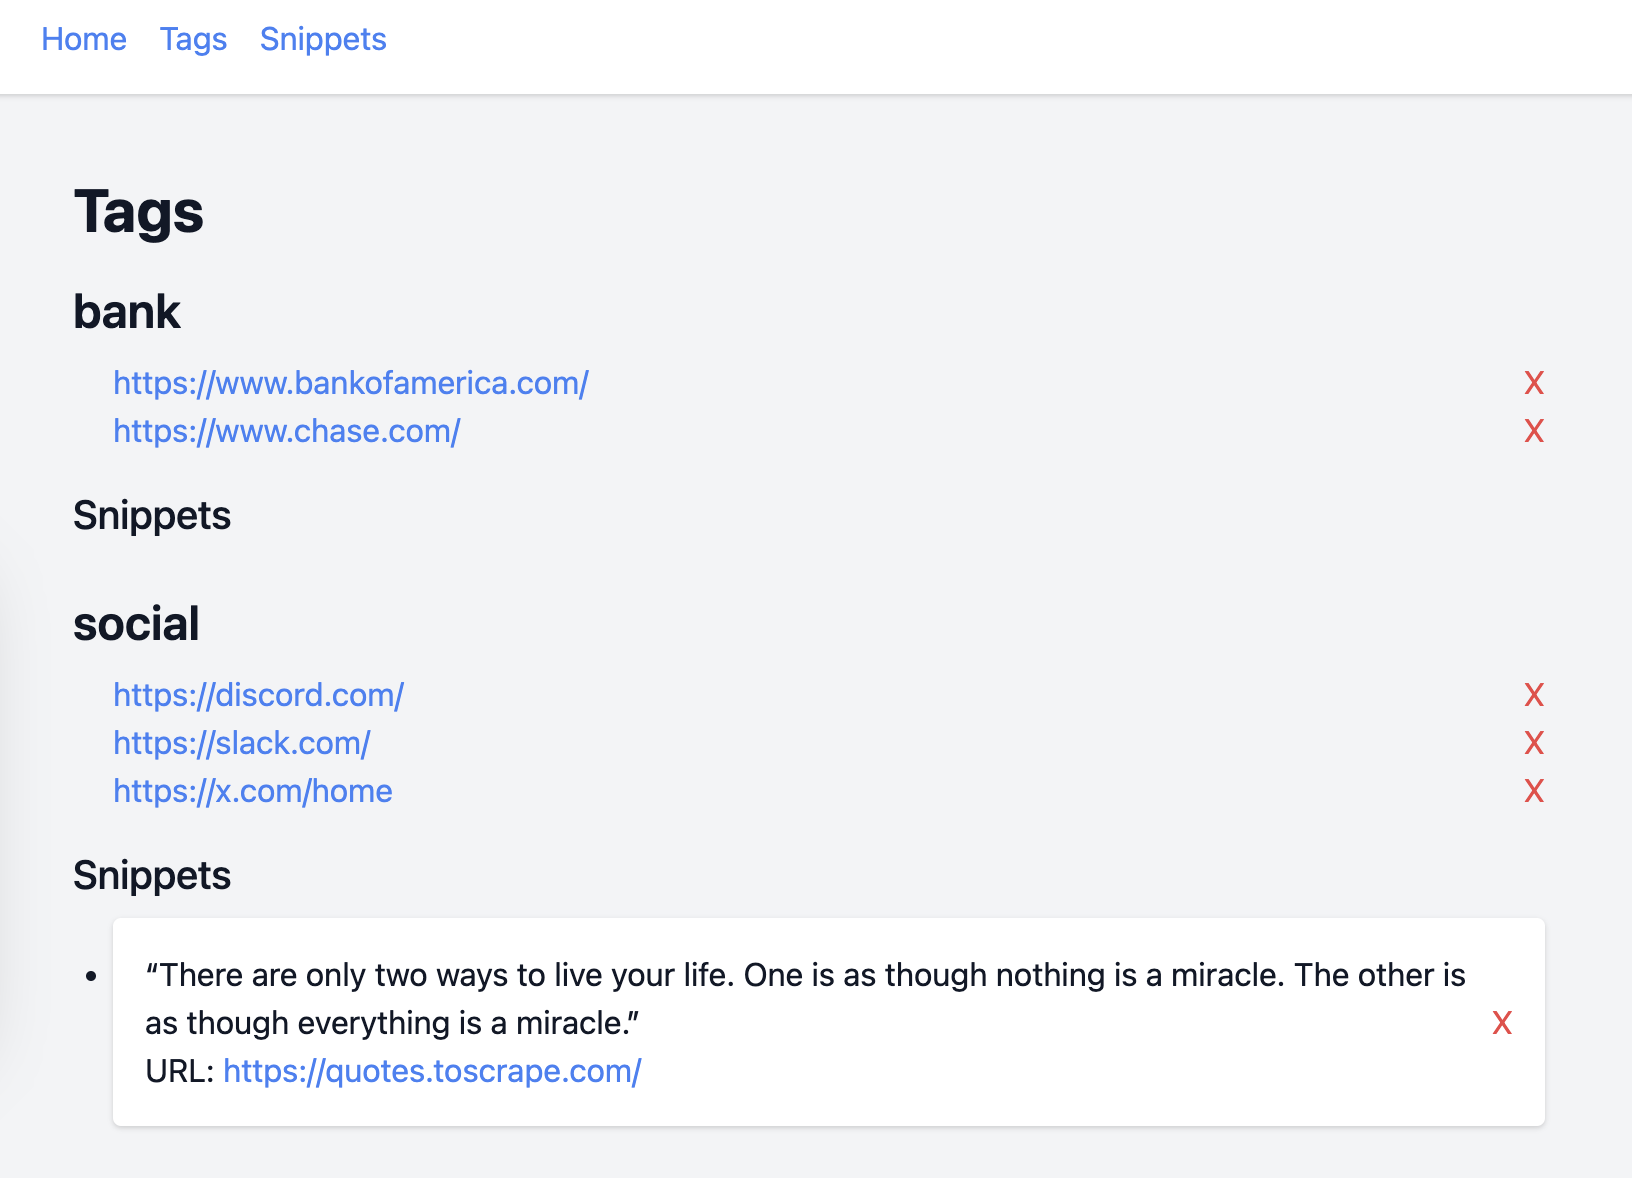 Home Tags Snippets
Tags
bank
https://www.bankofamerica.com/ X
https://www.chase.com/ X
Snippets
social
https://discord.com/ X
https://slack.com/ X
https://x.com/home X
Snippets
“There are only two ways to live your life. One is as though nothing is a miracle. The other is
as though everything is a miracle.” X
URL: https://quotes.toscrape.com/